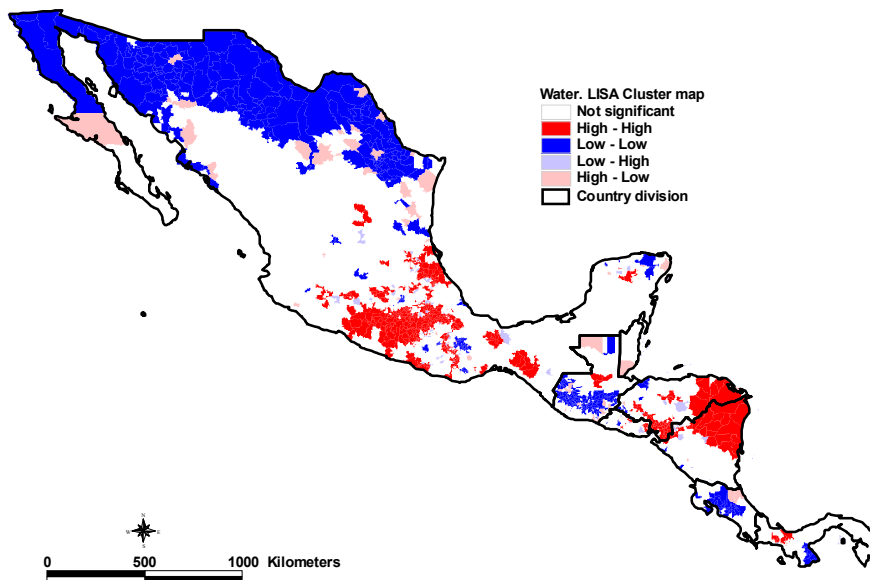 Water. LISA Cluster map
Not significant
High - High
Low - Low
Low - High
High - Low
Country division
N
W E
S
0 500 1000 Kilometers